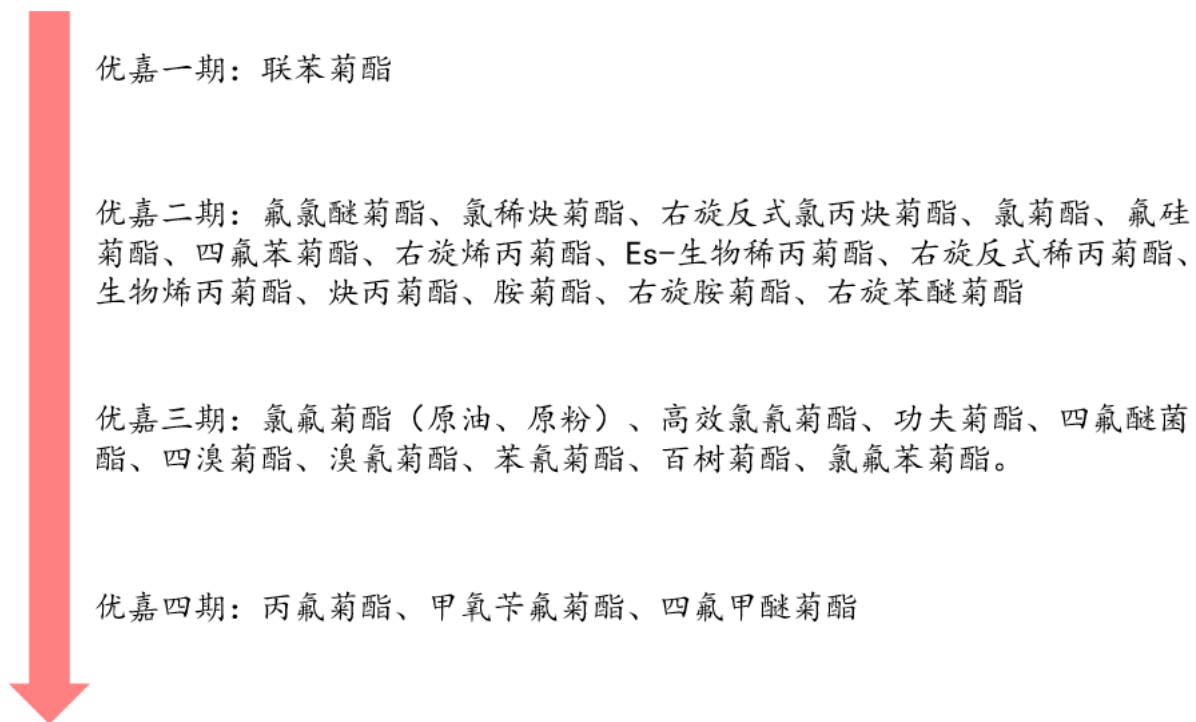 优嘉一期：联苯菊酯
优嘉二期：氟氯醚菊酯、氯稀炔菊酯、右旋反式氯丙炔菊酯、氯菊酯、氟硅
菊酯、四氟苯菊酯、右旋烯丙菊酯、Es-生物稀丙菊酯、右旋反式稀丙菊酯、
生物烯丙菊酯、炔丙菊酯、胺菊酯、右旋胺菊酯、右旋苯醚菊酯
优嘉三期：氯氟菊酯（原油、原粉）、高效氯氰菊酯、功夫菊酯、四氟醚菌
酯、四溴菊酯、溴氰菊酯、苯氰菊酯、百树菊酯、氯氟苯菊酯。
优嘉四期：丙氟菊酯、甲氧苄氟菊酯、四氟甲醚菊酯